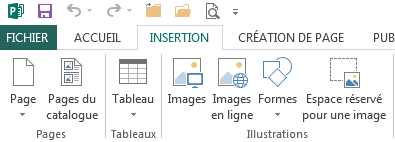 FICHIER ACCUEIL INSERTION CRÉATION DE PAGE PUB
Page Pages du catalogue Tableau Images Images en ligne Formes Espace réservé pour une image
Pages Tableaux Illustrations